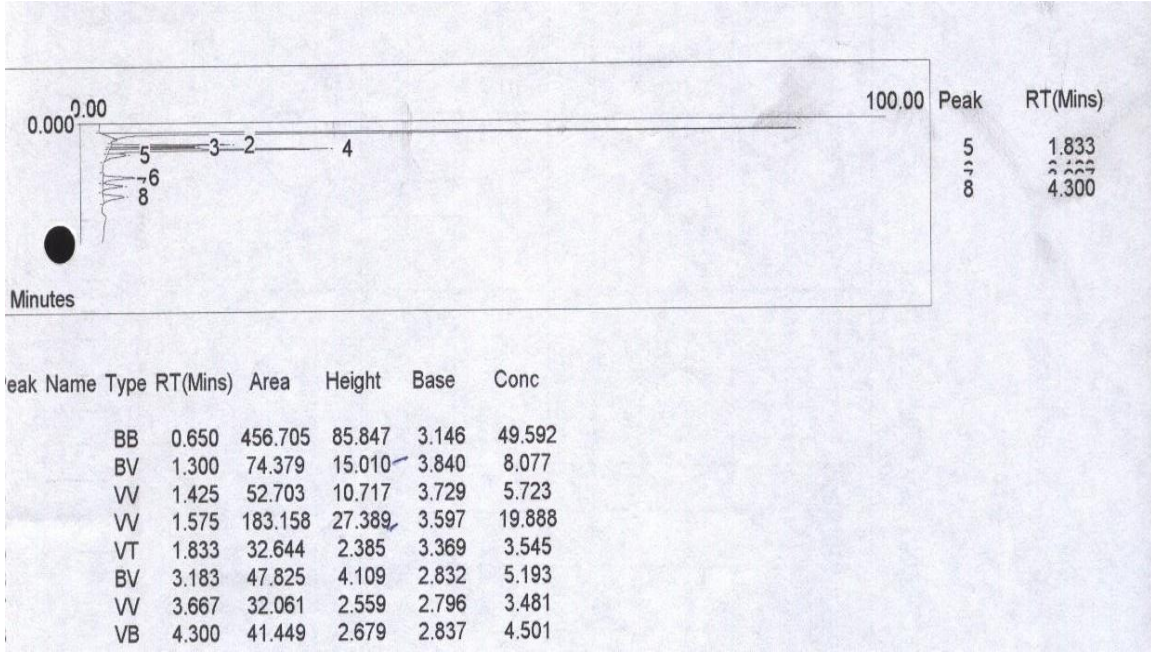 0.00 100.00 Peak RT(Mins)
0.000
3 2 4
5 5 1.833
6
8 8 4.300
Minutes
eak Name Type RT(Mins) Area Height Base Conc
BB 0.650 456.705 85.847 3.146 49.592
BV 1.300 74.379 15.010 3.840 8.077
VV 1.425 52.703 10.717 3.729 5.723
VV 1.575 183.158 27.389 3.597 19.888
VT 1.833 32.644 2.385 3.369 3.545
BV 3.183 47.825 4.109 2.832 5.193
VV 3.667 32.061 2.559 2.796 3.481
VB 4.300 41.449 2.679 2.837 4.501